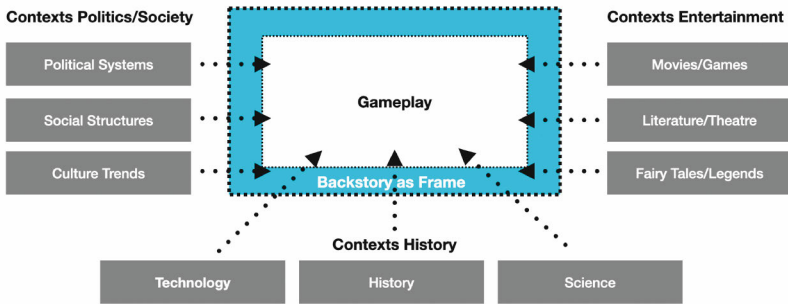 Contexts Politics/Society
Contexts Entertainment
Political Systems
Movies/Games
Gameplay
Social Structures
Literature/Theatre
Culture Trends
Fairy Tales/Legends
Backstory as Frame
Contexts History
Technology
History
Science